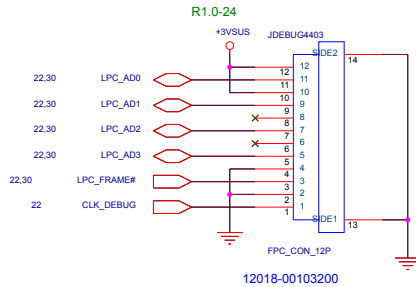 R1.0-24
+3VSUS
JDEBUG4403
SIDE2
14
12
12
11
11
10
10
9
9
8
8
7
7
6
6
5
5
4
4
3
3
2
2
1
1
22,30 LPC_AD0
22,30 LPC_AD1
22,30 LPC_AD2
22,30 LPC_AD3
22,30 LPC_FRAME#
22 CLK_DEBUG
SIDE1
13
FPC_CON_12P
12018-00103200